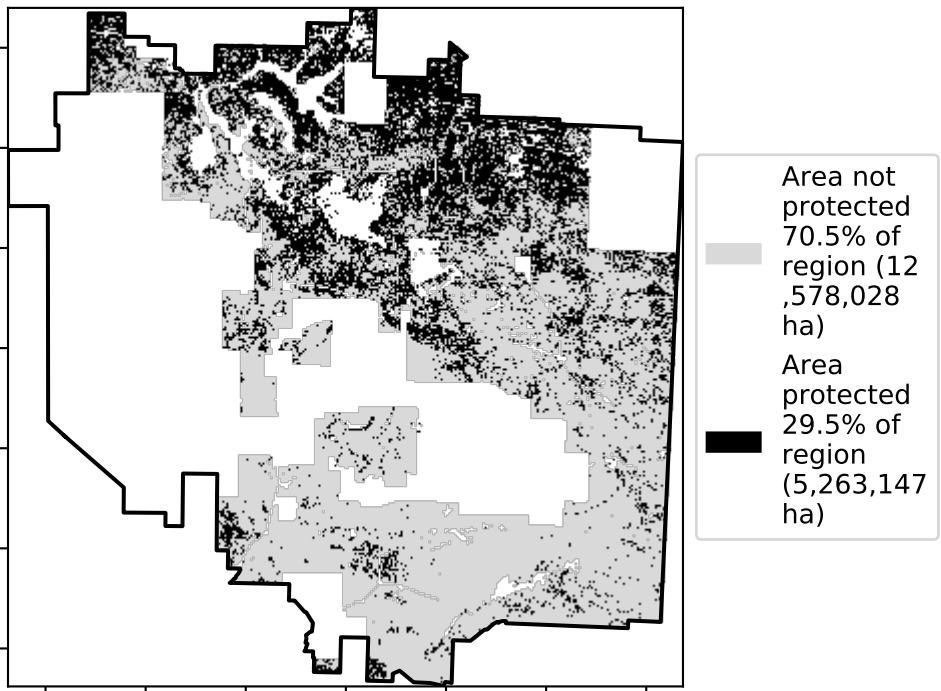 Area not
protected
70.5% of
region (12
,578,028
ha)
Area
protected
29.5% of
region
(5,263,147
ha)